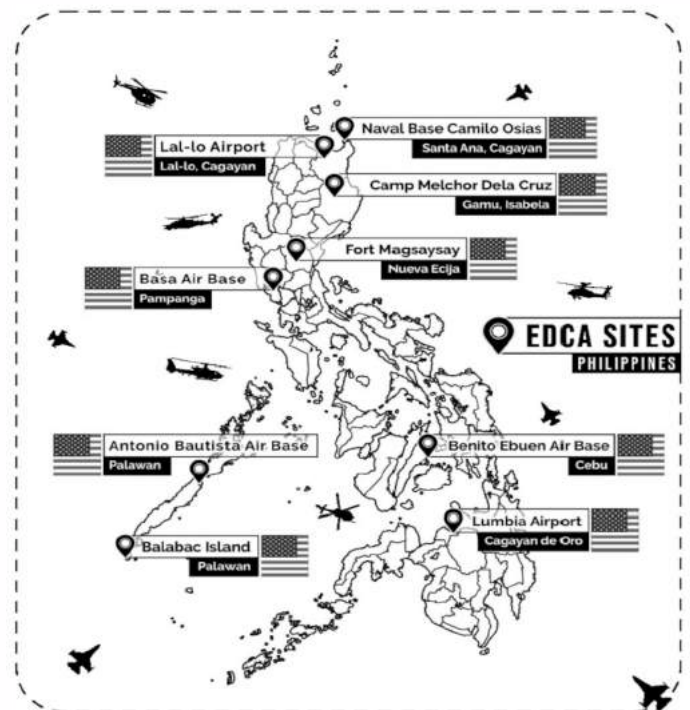 Naval Base Camilo Osias
Santa Ana, Cagayan
Lal-lo Airport
Lal-lo, Cagayan
Camp Melchor Dela Cruz
Gamu, Isabela
Fort Magsaysay
Nueva Ecija
Basa Air Base
Pampanga
EDCA SITES
PHILIPPINES
Antonio Bautista Air Base
Palawan
Benito Ebuen Air Base
Cebu
Lumbia Airport
Cagayan de Oro
Balabac Island
Palawan